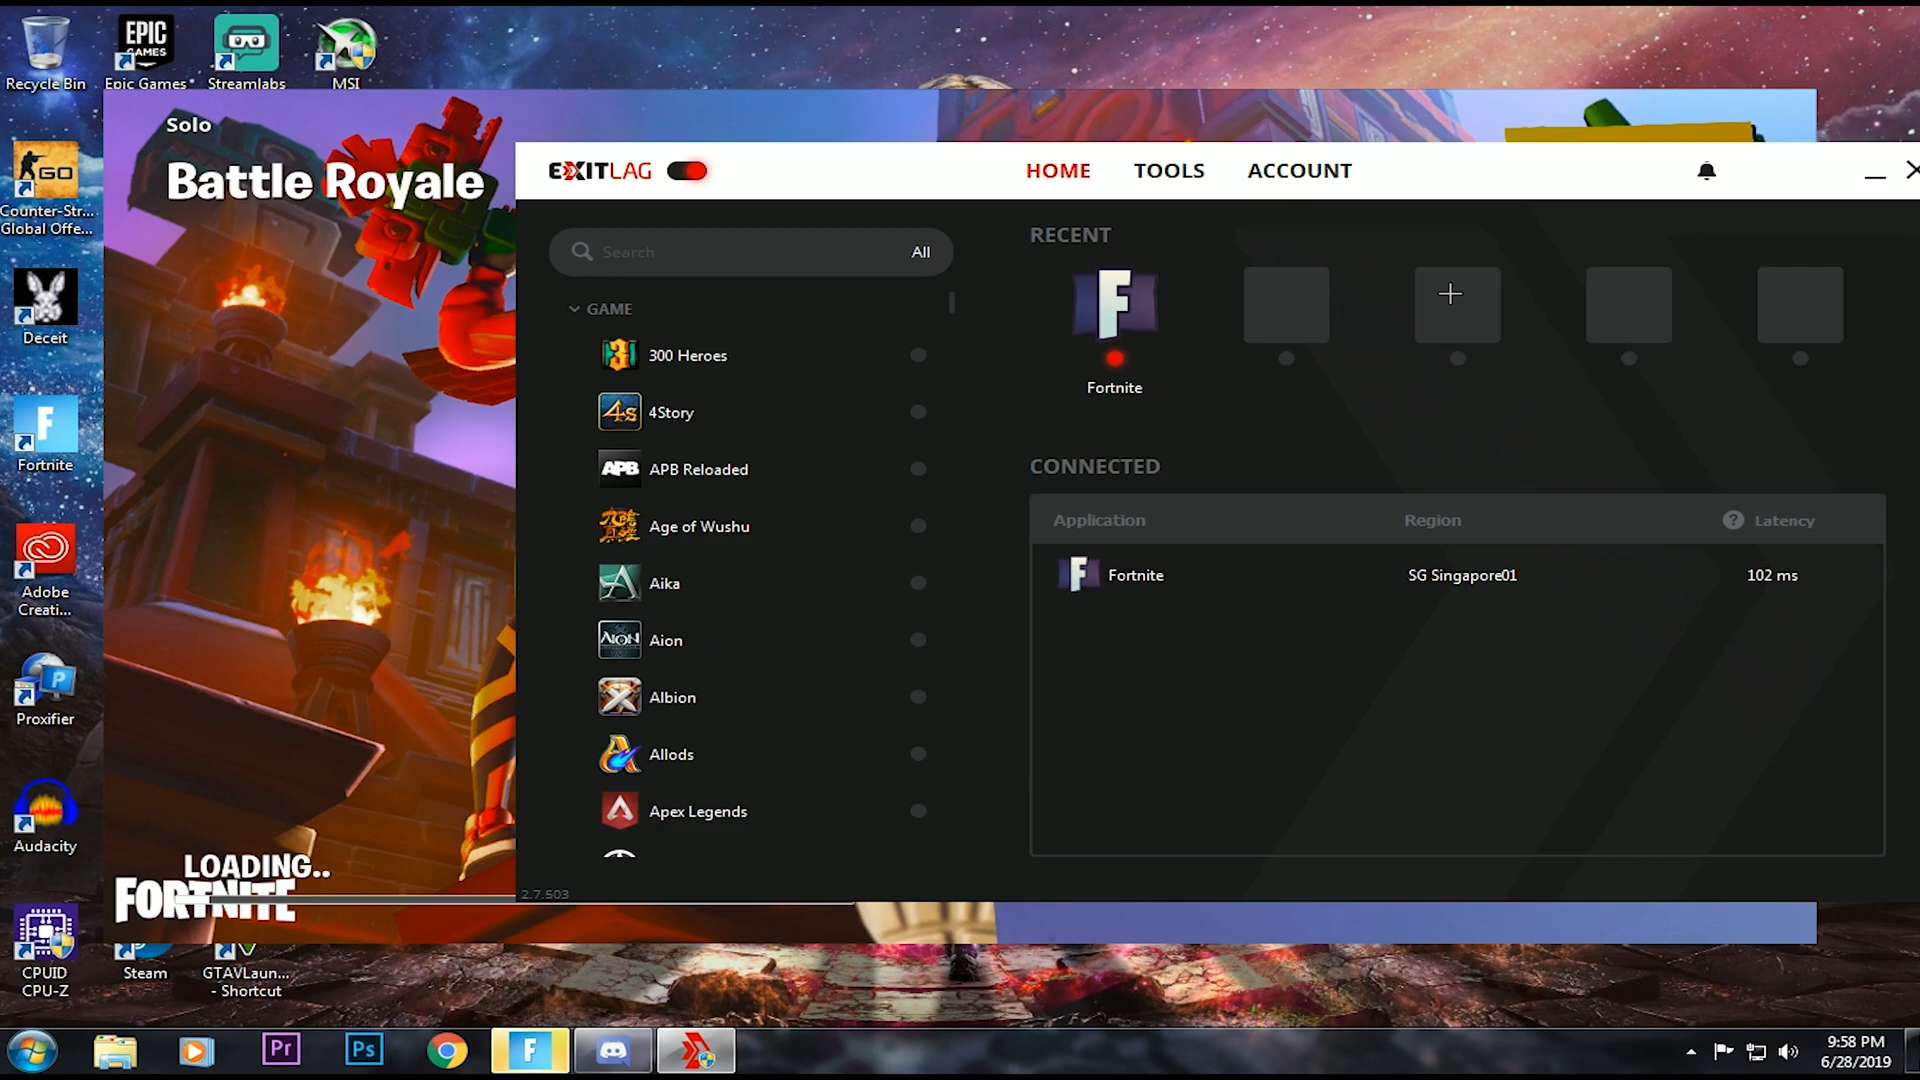 Recycle Bin
EPIC
GAMES
Epic Games
Streamlabs
MSI
Solo
Battle Royale
GO
Counter-Str...
Global Offe...
Deceit
F
Fortnite
Adobe
Creati...
P
Proxifier
Audacity
CPUID
CPU-Z
Steam
GTAVLaun...
- Shortcut
LOADING..
FORTNITE
EXITLAG
HOME
TOOLS
ACCOUNT
Search
All
GAME
300 Heroes
4S
4Story
APB
APB Reloaded
Age of Wushu
Aika
AION
Aion
Albion
Allods
Apex Legends
2.7.503
RECENT
F
Fortnite
CONNECTED
Application
Region
? Latency
F
Fortnite
SG Singapore01
102 ms
Pr
Ps
F
9:58 PM
6/28/2019